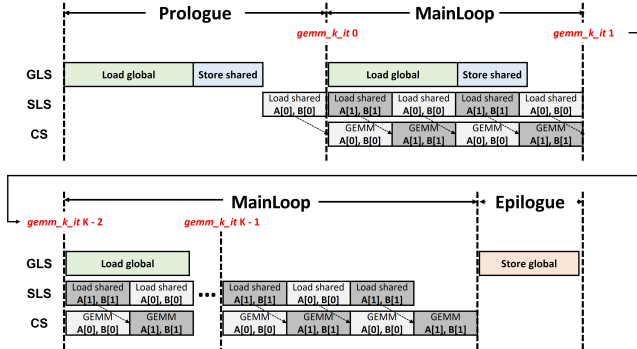 Prologue MainLoop
gemm_k_it 0 gemm_k_it 1
GLS Load global Store shared Load global Store shared
SLS Load shared Load shared Load shared Load shared Load shared
A[0], B[0] A[1], B[1] A[0], B[0] A[1], B[1] A[0], B[0]
CS GEMM GEMM GEMM GEMM
A[0], B[0] A[1], B[1] A[0], B[0] A[1], B[1]
MainLoop Epilogue
gemm_k_it K - 2 gemm_k_it K - 1
GLS Load global Store global
SLS Load shared Load shared ••• Load shared Load shared Load shared
A[1], B[1] A[0], B[0] A[1], B[1] A[0], B[0] A[1], B[1]
CS GEMM GEMM GEMM GEMM GEMM GEMM
A[0], B[0] A[1], B[1] A[0], B[0] A[1], B[1] A[0], B[0] A[1], B[1]